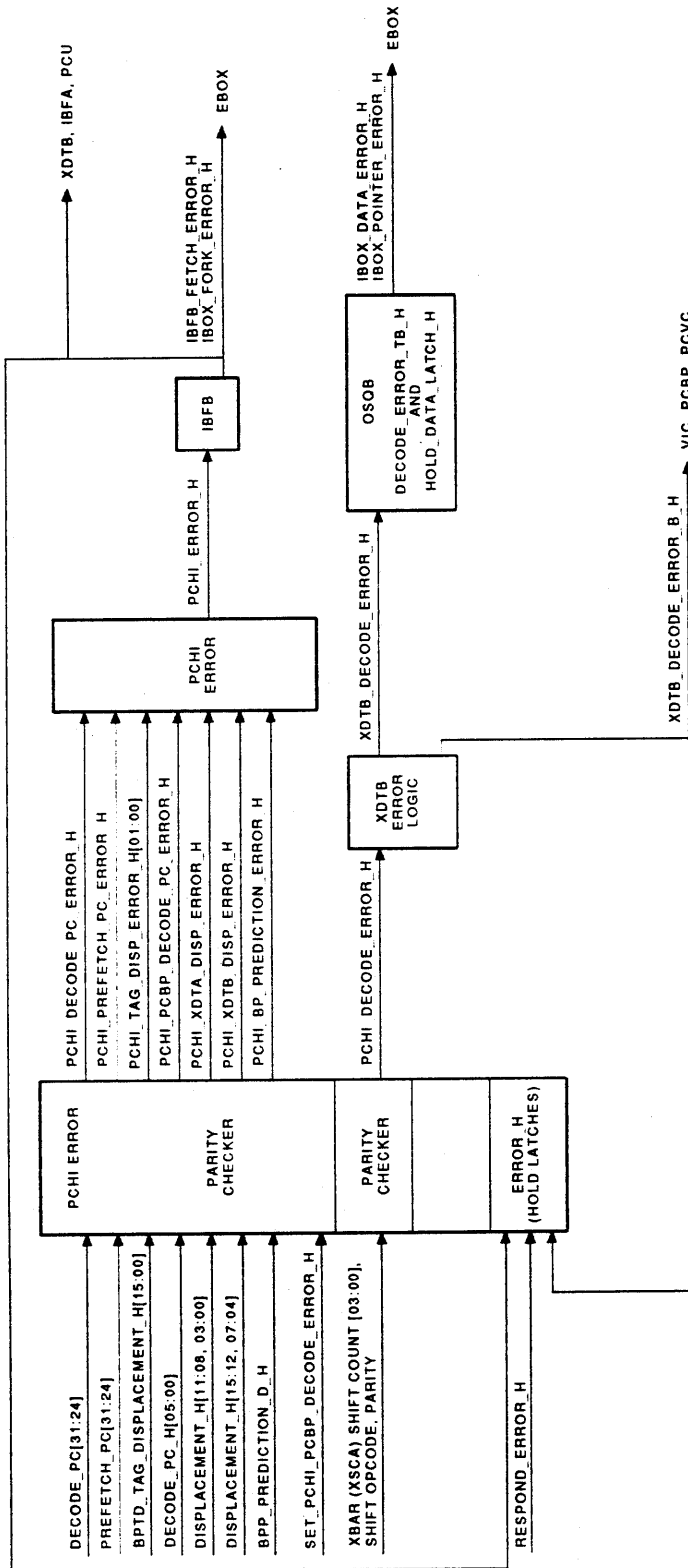 DECODE_PC[31:24]
PREFETCH_PC[31:24]
BPTD_TAG_DISPLACEMENT_H[15:00]
DECODE_PC_H[05:00]
DISPLACEMENT_H[11:08, 03:00]
DISPLACEMENT_H[15:12, 07:04]
BPP_PREDICTION_D_H
SET_PCHI_PCBP_DECODE_ERROR_H
XBAR (XSCA) SHIFT COUNT [03:00],
SHIFT OPCODE, PARITY
RESPOND_ERROR_H
PCHI ERROR
PARITY
CHECKER
PARITY
CHECKER
ERROR_H
(HOLD LATCHES)
PCHI_DECODE_PC_ERROR_H
PCHI_PREFETCH_PC_ERROR_H
PCHI_TAG_DISP_ERROR_H[01:00]
PCHI_PCBP_DECODE_PC_ERROR_H
PCHI_XDTA_DISP_ERROR_H
PCHI_XDTB_DISP_ERROR_H
PCHI_BP_PREDICTION_ERROR_H
PCHI_DECODE_ERROR_H
PCHI
ERROR
XDTB
ERROR
LOGIC
PCHI_ERROR_H
XDTB_DECODE_ERROR_H
XDTB_DECODE_ERROR_B_H
IBFB
OSQB
DECODE_ERROR_TB_H
AND
HOLD_DATA_LATCH_H
IBFB_FETCH_ERROR_H
IBOX_FORK_ERROR_H
IBOX_DATA_ERROR_H
IBOX_POINTER_ERROR_H
XDTB, IBFA, PCU
EBOX
EBOX